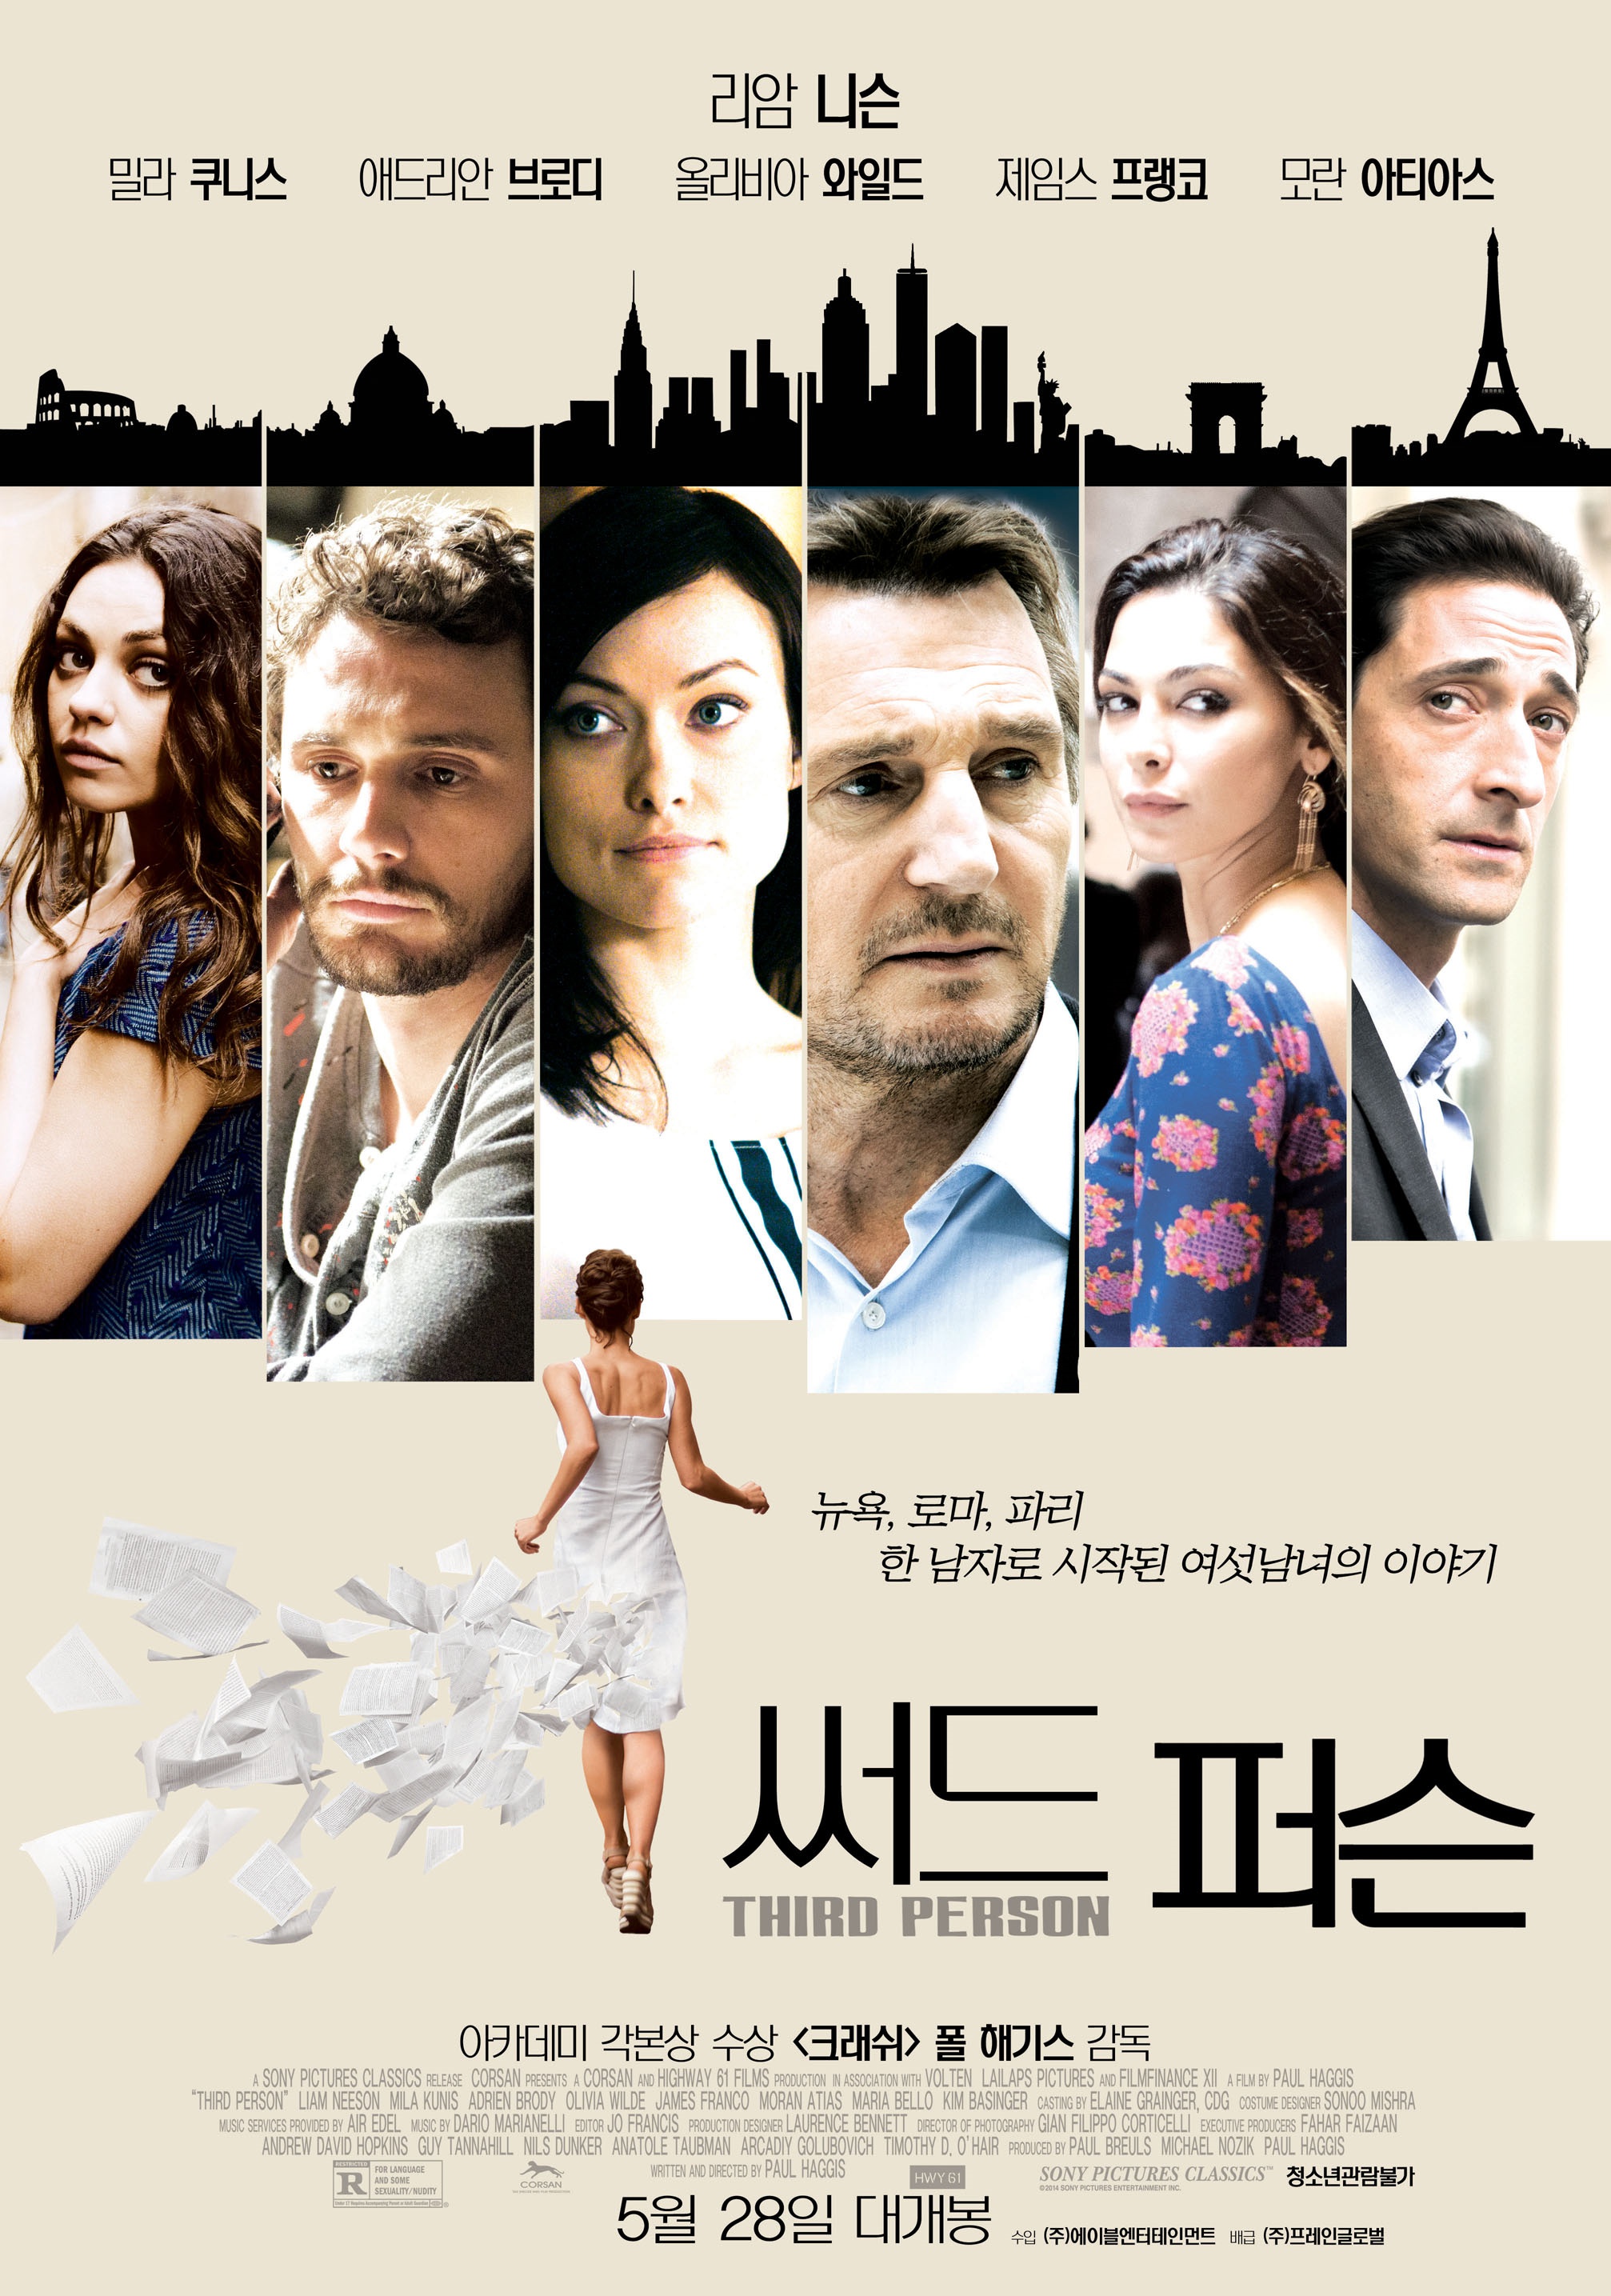 리암 니슨
밀라 쿠니스 애드리안 브로디 올리비아 와일드 제임스 프랭코 모란 아티아스
뉴욕, 로마, 파리
한 남자로 시작된 여섯남녀의 이야기
써드 퍼슨
THIRD PERSON
아카데미 각본상 수상 <크래쉬> 폴 해기스 감독
A SONY PICTURES CLASSICS RELEASE CORSAN PRESENTS A CORSAN AND HIGHWAY 61 FILMS PRODUCTION IN ASSOCIATION WITH VOLTEN LAILAPS PICTURES AND FILMFINANCE XII A FILM BY PAUL HAGGIS
"THIRD PERSON" LIAM NEESON MILA KUNIS ADRIEN BRODY OLIVIA WILDE JAMES FRANCO MORAN ATIAS MARIA BELLO KIM BASINGER CASTING BY ELAINE GRAINGER, CDG COSTUME DESIGNER SONOO MISHRA
MUSIC SERVICES PROVIDED BY AIR EDEL MUSIC BY DARIO MARIANELLI EDITOR JO FRANCIS PRODUCTION DESIGNER LAURENCE BENNETT DIRECTOR OF PHOTOGRAPHY GIAN FILIPPO CORTICELLI EXECUTIVE PRODUCERS FAHAR FAIZAAN
ANDREW DAVID HOPKINS GUY TANNAHILL NILS DUNKER ANATOLE TAUBMAN ARCADIY GOLUBOVICH TIMOTHY D. O'HAIR PRODUCED BY PAUL BREULS MICHAEL NOZIK PAUL HAGGIS
WRITTEN AND DIRECTED BY PAUL HAGGIS
RESTRICTED
R
FOR LANGUAGE
AND SOME
SEXUALITY/NUDITY
CORSAN
HWY 61
SONY PICTURES CLASSICS™
©2014 SONY PICTURES ENTERTAINMENT INC.
청소년관람불가
5월 28일 대개봉
수입 (주)에이블엔터테인먼트 배급 (주)프레인글로벌